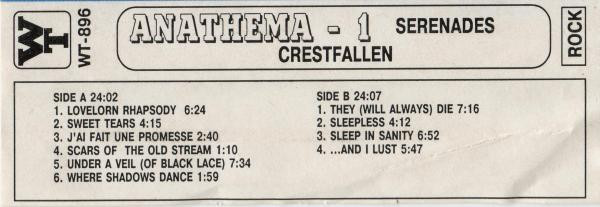 WT
WT-896
ANATHEMA - 1 SERENADES
CRESTFALLEN
ROCK
SIDE A 24:02
1. LOVELORN RHAPSODY 6:24
2. SWEET TEARS 4:15
3. J'AI FAIT UNE PROMESSE 2:40
4. SCARS OF THE OLD STREAM 1:10
5. UNDER A VEIL (OF BLACK LACE) 7:34
6. WHERE SHADOWS DANCE 1:59
SIDE B 24:07
1. THEY (WILL ALWAYS) DIE 7:16
2. SLEEPLESS 4:12
3. SLEEP IN SANITY 6:52
4. ...AND I LUST 5:47